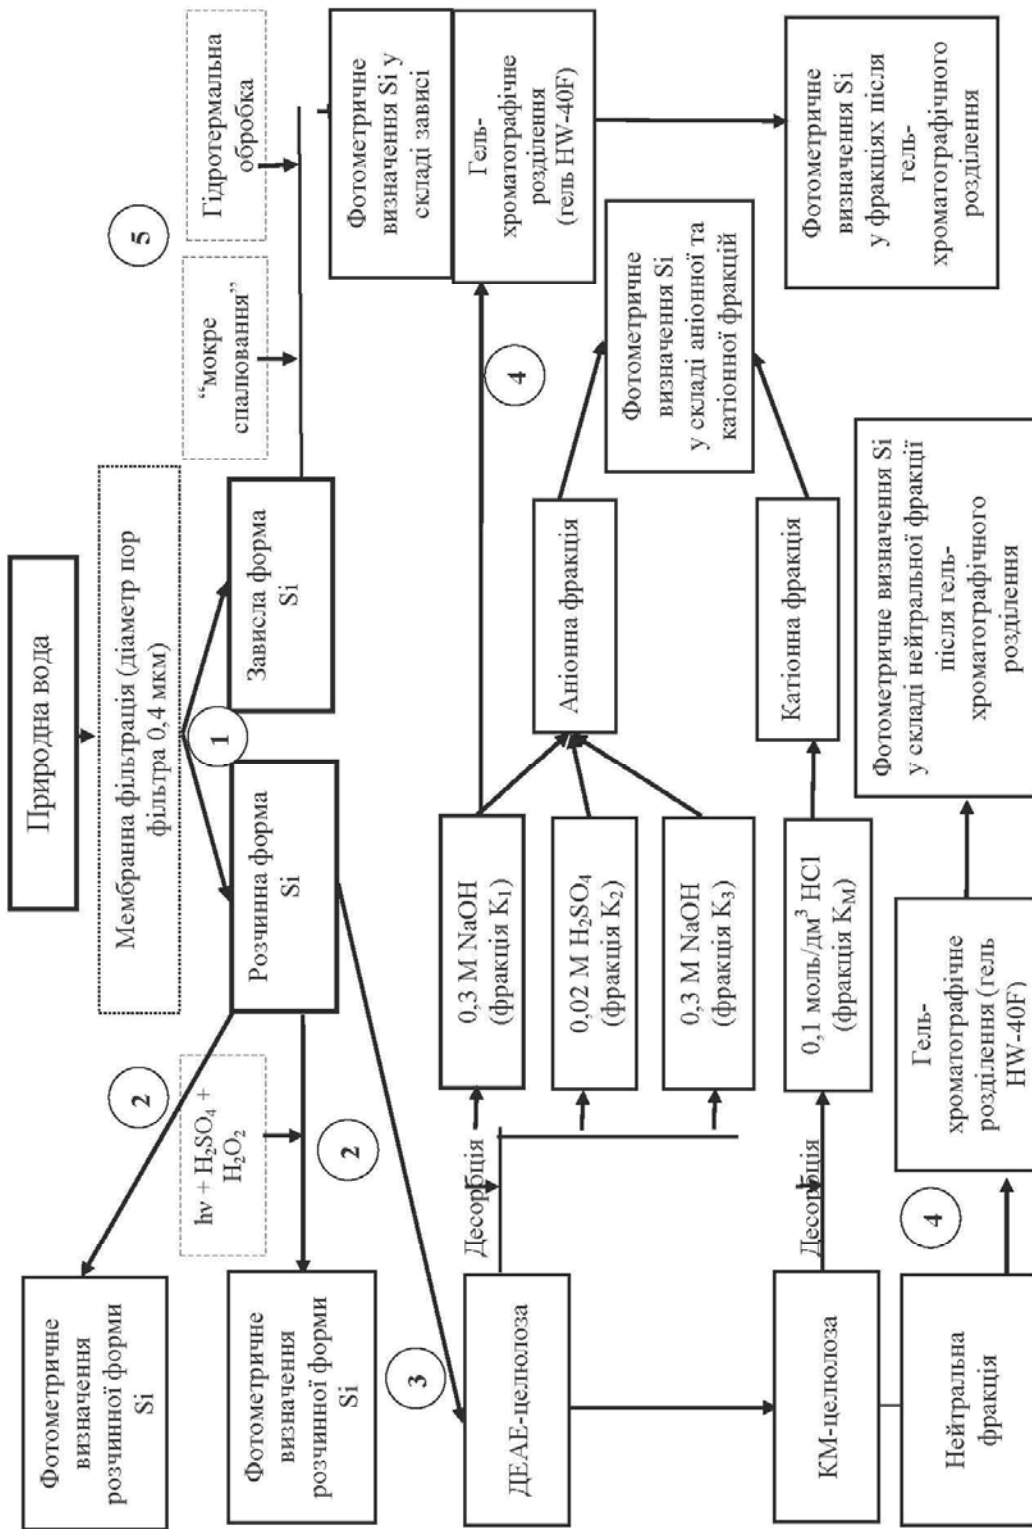 Природна вода
Мембранна фільтрація (діаметр пор
фільтра 0,4 мкм)
1
Розчинна форма
Si
Зависла форма
Si
“мокре
спалювання”
Гідротермальна
обробка
5
2
hν + H₂SO₄ +
H₂O₂
2
Фотометричне
визначення
розчинної форми
Si
Фотометричне
визначення
розчинної форми
Si
3
Фотометричне
визначення Si у
складі зависі
Гель-
хроматографічне
розділення
(гель HW-40F)
4
ДЕАЕ-целюлоза
Десорбція
0,3 М NaOH
(фракція K₁)
0,02 М H₂SO₄
(фракція K₂)
0,3 М NaOH
(фракція K₃)
Аніонна фракція
Фотометричне
визначення Si
у складі аніонної та
катіонної фракцій
Фотометричне
визначення Si
у фракціях після
гель-
хроматографічного
розділення
КМ-целюлоза
Десорбція
0,1 моль/дм³ HCl
(фракція Kм)
Катіонна фракція
Нейтральна
фракція
4
Гель-
хроматографічне
розділення (гель
HW-40F)
Фотометричне визначення Si
у складі нейтральної фракції
після гель-
хроматографічного
розділення